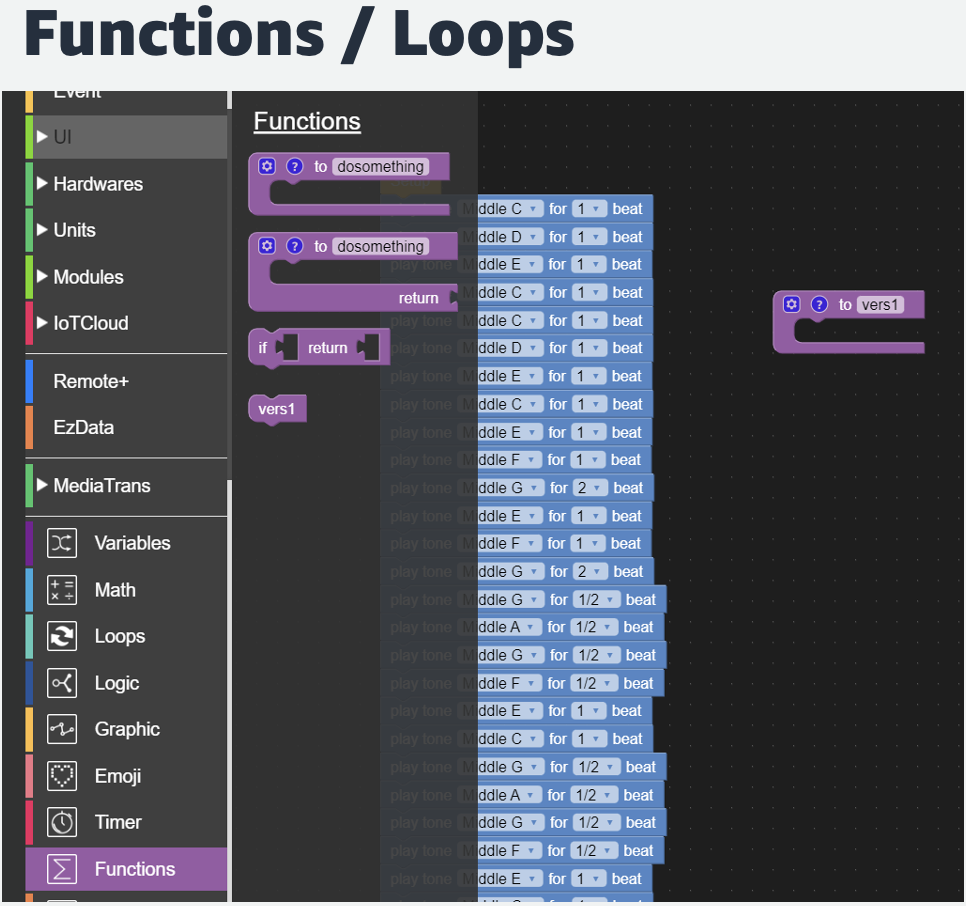 Functions / Loops
Event
UI
Hardwares
Units
Modules
IoTCloud
Remote+
EzData
MediaTrans
Variables
Math
Loops
Logic
Graphic
Emoji
Timer
Functions
Functions
? to dosomething
? to dosomething
return
if return
vers1
Middle C for 1 beat
Middle D for 1 beat
play tone Middle E for 1 beat
Middle C for 1 beat
play tone Middle C for 1 beat
play tone Middle D for 1 beat
play tone Middle E for 1 beat
play tone Middle C for 1 beat
play tone Middle E for 1 beat
play tone Middle F for 1 beat
play tone Middle G for 2 beat
play tone Middle E for 1 beat
play tone Middle F for 1 beat
play tone Middle G for 2 beat
play tone Middle G for 1/2 beat
play tone Middle A for 1/2 beat
play tone Middle G for 1/2 beat
play tone Middle F for 1/2 beat
play tone Middle E for 1 beat
play tone Middle C for 1 beat
play tone Middle G for 1/2 beat
play tone Middle A for 1/2 beat
play tone Middle G for 1/2 beat
play tone Middle F for 1/2 beat
play tone Middle E for 1 beat
? to vers1